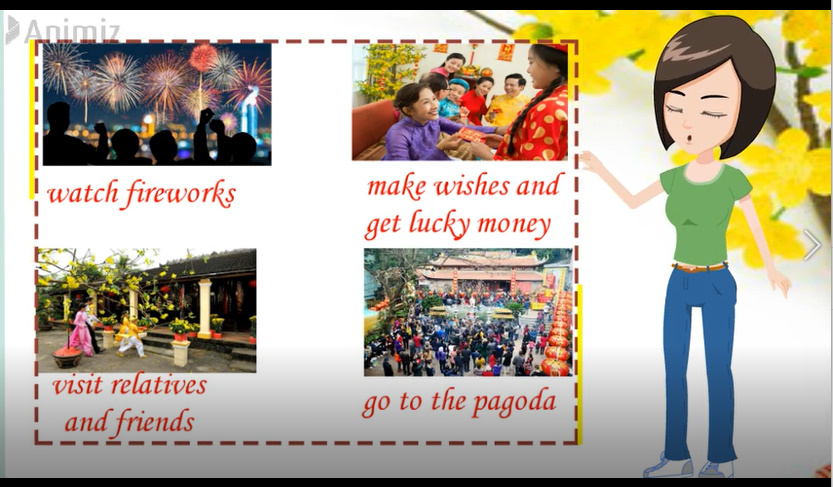 Animiz
watch fireworks
make wishes and
get lucky money
visit relatives
and friends
go to the pagoda